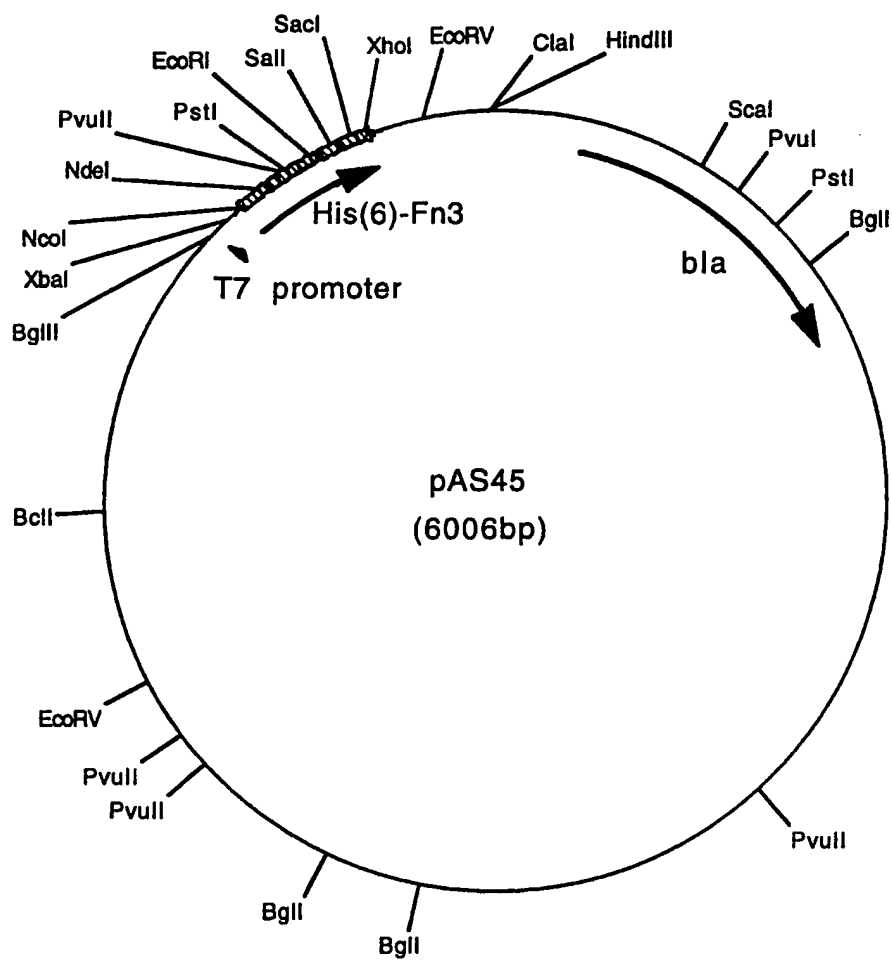 SacI
XhoI
EcoRV
ClaI
HindIII
EcoRI
SalI
PstI
PvuII
NdeI
NcoI
XbaI
BglII
ScaI
PvuI
PstI
BglI
His(6)-Fn3
T7 promoter
bla
pAS45
(6006bp)
BclI
EcoRV
PvuII
PvuII
BglI
BglI
PvuII